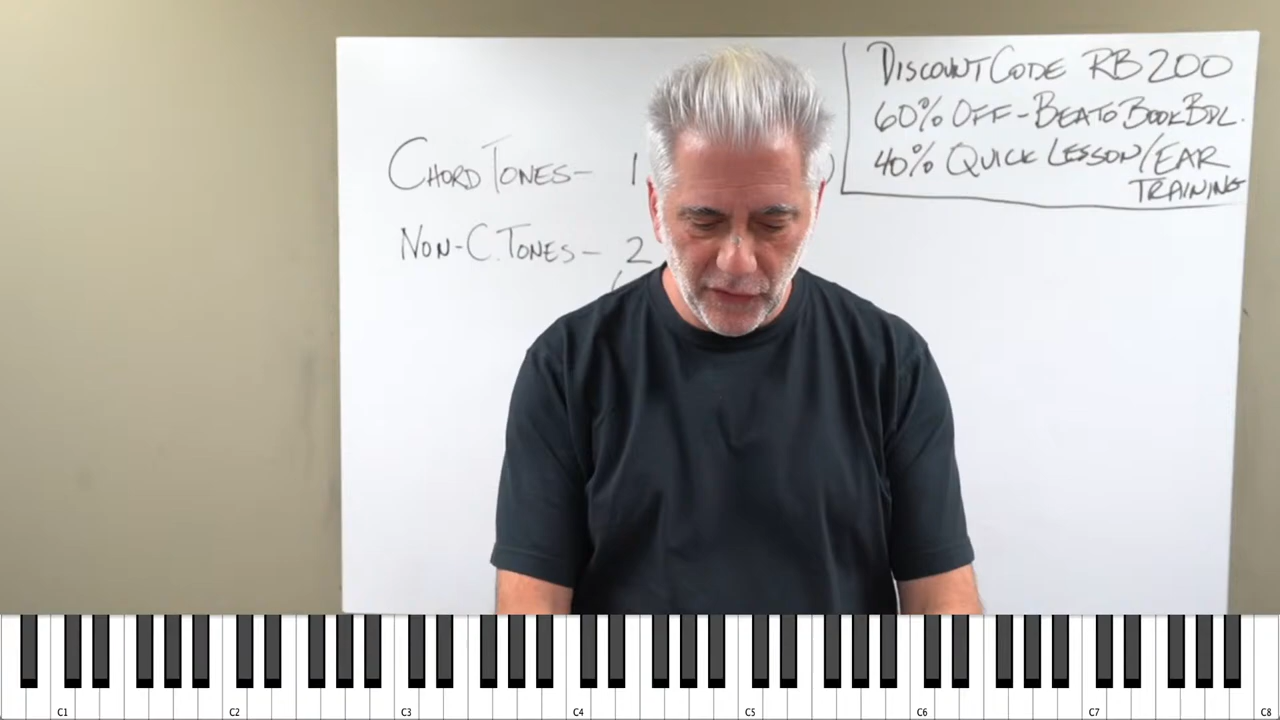 DISCOUNT CODE RB200
60% OFF - BEATO BOOK BDL.
40% QUICK LESSON/EAR
TRAINING
CHORD TONES - 1
NON-C. TONES - 2
C1 C2 C3 C4 C5 C6 C7 C8